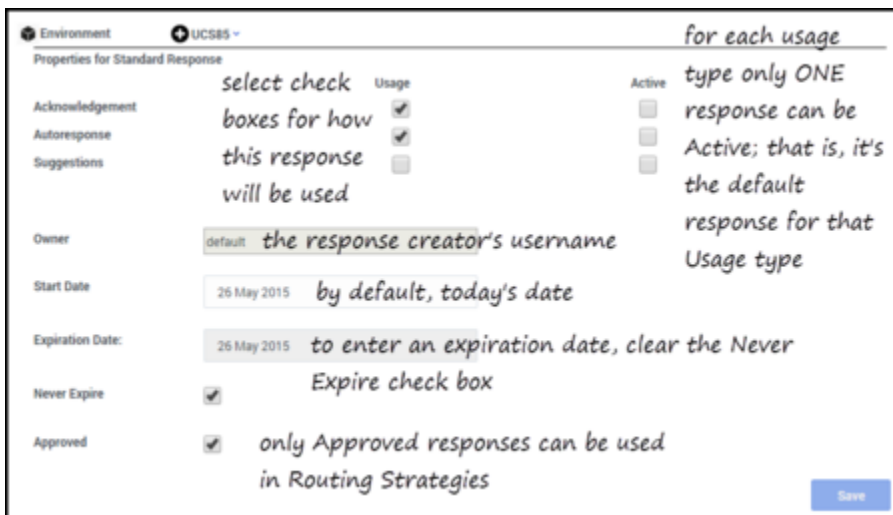 Environment UCS85
Properties for Standard Response
Usage Active
Acknowledgement
Autoresponse
Suggestions
select check
boxes for how
this response
will be used
for each usage
type only ONE
response can be
Active; that is, it's
the default
response for that
Usage type
Owner default the response creator's username
Start Date 26 May 2015 by default, today's date
Expiration Date: 26 May 2015 to enter an expiration date, clear the Never
Expire check box
Never Expire
Approved only Approved responses can be used
in Routing Strategies
Save